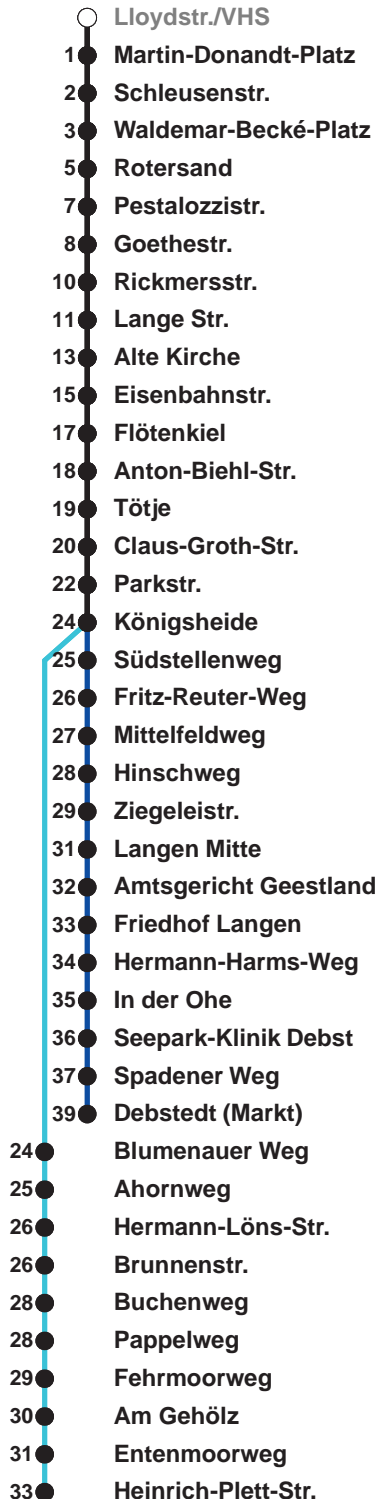 Lloydstr./VHS
1 Martin-Donandt-Platz
2 Schleusenstr.
3 Waldemar-Becké-Platz
5 Rotersand
7 Pestalozzistr.
8 Goethestr.
10 Rickmersstr.
11 Lange Str.
13 Alte Kirche
15 Eisenbahnstr.
17 Flötenkiel
18 Anton-Biehl-Str.
19 Tötje
20 Claus-Groth-Str.
22 Parkstr.
24 Königsheide
25 Südstellenweg
26 Fritz-Reuter-Weg
27 Mittelfeldweg
28 Hinschweg
29 Ziegeleistr.
31 Langen Mitte
32 Amtsgericht Geestland
33 Friedhof Langen
34 Hermann-Harms-Weg
35 In der Ohe
36 Seepark-Klinik Debst
37 Spadener Weg
39 Debstedt (Markt)
24 Blumenauer Weg
25 Ahornweg
26 Hermann-Löns-Str.
26 Brunnenstr.
28 Buchenweg
28 Pappelweg
29 Fehrmoorweg
30 Am Gehölz
31 Entenmoorweg
33 Heinrich-Plett-Str.